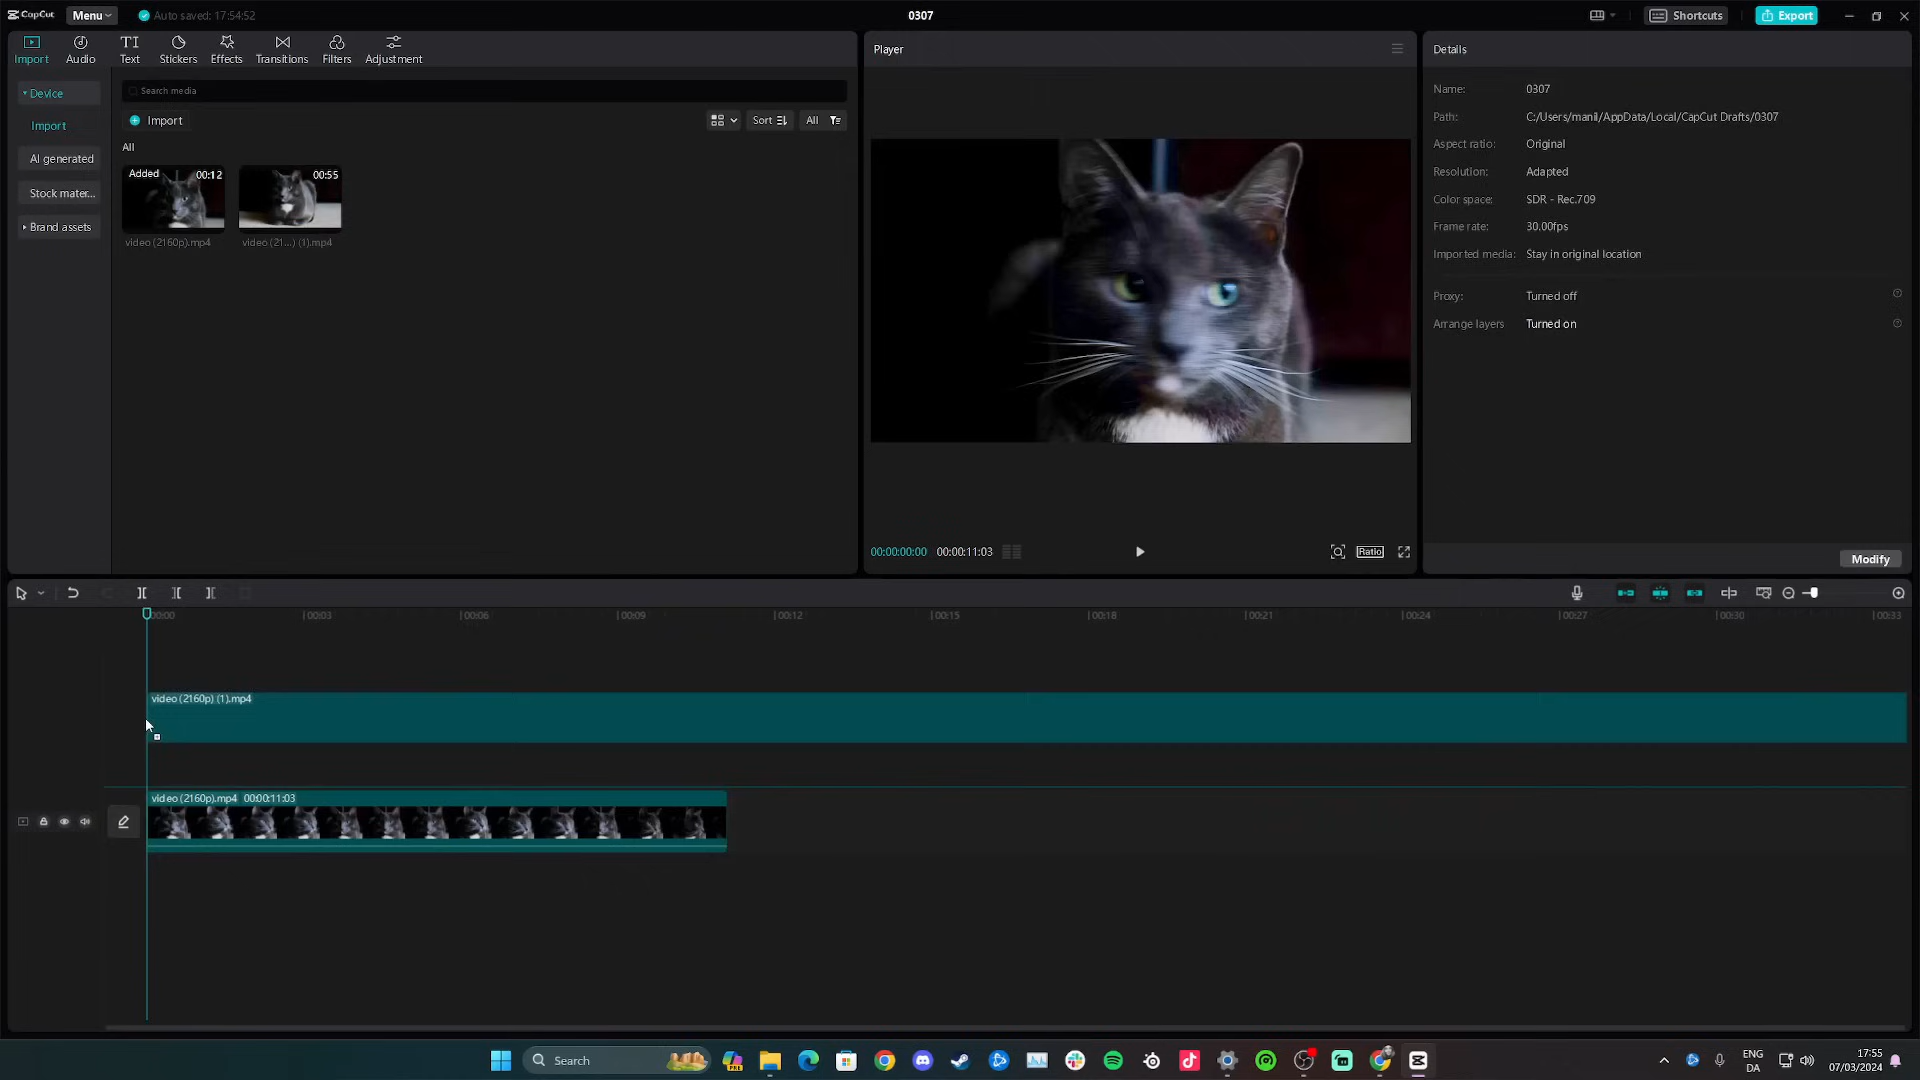 CapCut
Menu
Auto saved: 17:54:52
0307
Shortcuts
Export
Import
Audio
TI
Text
Stickers
Effects
Transitions
Filters
Adjustment
Device
Import
AI generated
Stock mater...
Brand assets
Search media
Import
Sort
All
All
Added
00:12
00:55
video (2160p).mp4
video (21...) (1).mp4
Player
00:00:00:00
00:00:11:03
Ratio
Details
Name:
0307
Path:
C:/Users/manil/AppData/Local/CapCut Drafts/0307
Aspect ratio:
Original
Resolution:
Adapted
Color space:
SDR - Rec.709
Frame rate:
30.00fps
Imported media:
Stay in original location
Proxy:
Turned off
Arrange layers
Turned on
Modify
00:00
00:03
00:06
00:09
00:12
00:15
00:18
00:21
00:24
00:27
00:30
00:33
video (2160p) (1).mp4
video (2160p).mp4
00:00:11:03
Search
ENG
DA
17:55
07/03/2024